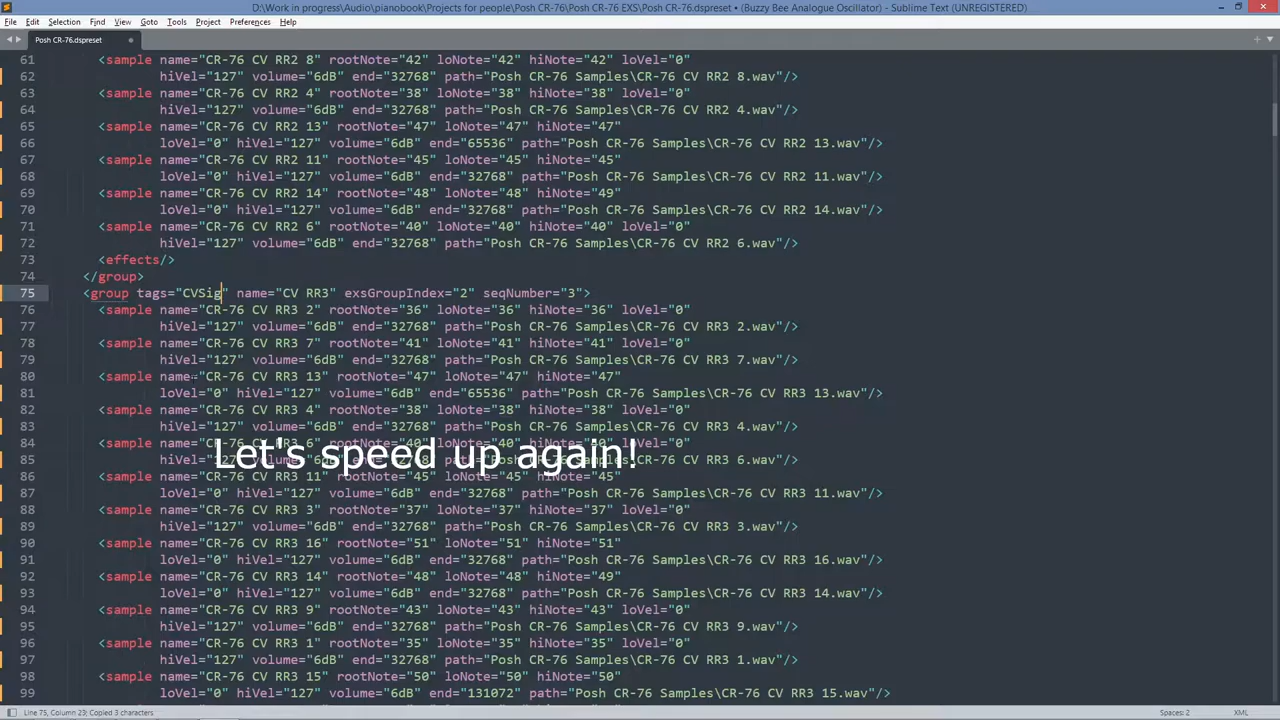 D:\Work in progress\Audio\pianobook\Projects for people\Posh CR-76\Posh CR-76 EXS\Posh CR-76.dspreset • (Buzzy Bee Analogue Oscillator) - Sublime Text (UNREGISTERED)
File Edit Selection Find View Goto Tools Project Preferences Help
Posh CR-76.dspreset
61 <sample name="CR-76 CV RR2 8" rootNote="42" loNote="42" hiNote="42" loVel="0"
62 hiVel="127" volume="6dB" end="32768" path="Posh CR-76 Samples\CR-76 CV RR2 8.wav"/>
63 <sample name="CR-76 CV RR2 4" rootNote="38" loNote="38" hiNote="38" loVel="0"
64 hiVel="127" volume="6dB" end="32768" path="Posh CR-76 Samples\CR-76 CV RR2 4.wav"/>
65 <sample name="CR-76 CV RR2 13" rootNote="47" loNote="47" hiNote="47"
66 loVel="0" hiVel="127" volume="6dB" end="65536" path="Posh CR-76 Samples\CR-76 CV RR2 13.wav"/>
67 <sample name="CR-76 CV RR2 11" rootNote="45" loNote="45" hiNote="45"
68 loVel="0" hiVel="127" volume="6dB" end="32768" path="Posh CR-76 Samples\CR-76 CV RR2 11.wav"/>
69 <sample name="CR-76 CV RR2 14" rootNote="48" loNote="48" hiNote="49"
70 loVel="0" hiVel="127" volume="6dB" end="32768" path="Posh CR-76 Samples\CR-76 CV RR2 14.wav"/>
71 <sample name="CR-76 CV RR2 6" rootNote="40" loNote="40" hiNote="40" loVel="0"
72 hiVel="127" volume="6dB" end="32768" path="Posh CR-76 Samples\CR-76 CV RR2 6.wav"/>
73 <effects/>
74 </group>
75 <group tags="CVSig" name="CV RR3" exsGroupIndex="2" seqNumber="3">
76 <sample name="CR-76 CV RR3 2" rootNote="36" loNote="36" hiNote="36" loVel="0"
77 hiVel="127" volume="6dB" end="32768" path="Posh CR-76 Samples\CR-76 CV RR3 2.wav"/>
78 <sample name="CR-76 CV RR3 7" rootNote="41" loNote="41" hiNote="41" loVel="0"
79 hiVel="127" volume="6dB" end="32768" path="Posh CR-76 Samples\CR-76 CV RR3 7.wav"/>
80 <sample name="CR-76 CV RR3 13" rootNote="47" loNote="47" hiNote="47"
81 loVel="0" hiVel="127" volume="6dB" end="65536" path="Posh CR-76 Samples\CR-76 CV RR3 13.wav"/>
82 <sample name="CR-76 CV RR3 4" rootNote="38" loNote="38" hiNote="38" loVel="0"
83 hiVel="127" volume="6dB" end="32768" path="Posh CR-76 Samples\CR-76 CV RR3 4.wav"/>
84 <sample name="CR-76 CV RR3 6" rootNote="40" loNote="40" hiNote="40" loVel="0"
Let's speed up again!
85 hiVel="127" volume="6dB" end="32768" path="Posh CR-76 Samples\CR-76 CV RR3 6.wav"/>
86 <sample name="CR-76 CV RR3 11" rootNote="45" loNote="45" hiNote="45"
87 loVel="0" hiVel="127" volume="6dB" end="32768" path="Posh CR-76 Samples\CR-76 CV RR3 11.wav"/>
88 <sample name="CR-76 CV RR3 3" rootNote="37" loNote="37" hiNote="37" loVel="0"
89 hiVel="127" volume="6dB" end="32768" path="Posh CR-76 Samples\CR-76 CV RR3 3.wav"/>
90 <sample name="CR-76 CV RR3 16" rootNote="51" loNote="51" hiNote="51"
91 loVel="0" hiVel="127" volume="6dB" end="32768" path="Posh CR-76 Samples\CR-76 CV RR3 16.wav"/>
92 <sample name="CR-76 CV RR3 14" rootNote="48" loNote="48" hiNote="49"
93 loVel="0" hiVel="127" volume="6dB" end="32768" path="Posh CR-76 Samples\CR-76 CV RR3 14.wav"/>
94 <sample name="CR-76 CV RR3 9" rootNote="43" loNote="43" hiNote="43" loVel="0"
95 hiVel="127" volume="6dB" end="32768" path="Posh CR-76 Samples\CR-76 CV RR3 9.wav"/>
96 <sample name="CR-76 CV RR3 1" rootNote="35" loNote="35" hiNote="35" loVel="0"
97 hiVel="127" volume="6dB" end="32768" path="Posh CR-76 Samples\CR-76 CV RR3 1.wav"/>
98 <sample name="CR-76 CV RR3 15" rootNote="50" loNote="50" hiNote="50"
99 loVel="0" hiVel="127" volume="6dB" end="131072" path="Posh CR-76 Samples\CR-76 CV RR3 15.wav"/>
Line 75, Column 23; Copied 3 characters
Spaces: 2
XML